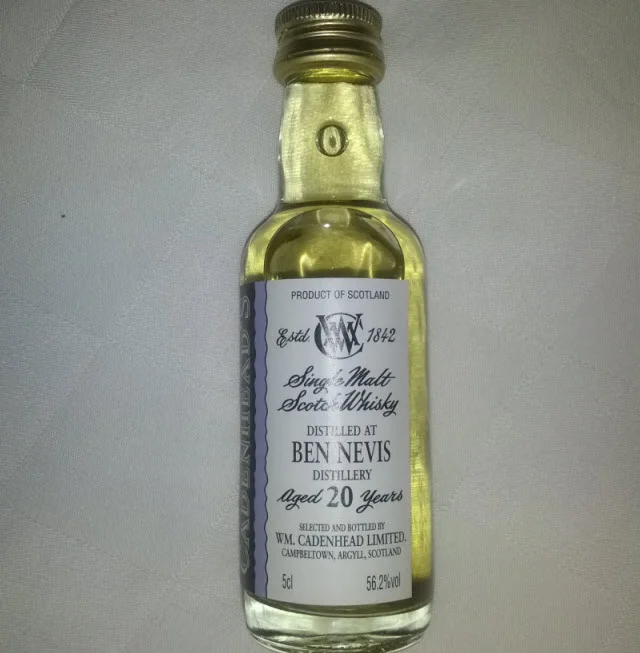 PRODUCT OF SCOTLAND
Estd. WC 1842
Single Malt
Scotch Whisky
DISTILLED AT
BEN NEVIS
DISTILLERY
Aged 20 Years
SELECTED AND BOTTLED BY
WM. CADENHEAD LIMITED.
CAMPBELTOWN, ARGYLL, SCOTLAND
5cl 56.2%vol
CADENHEAD'S